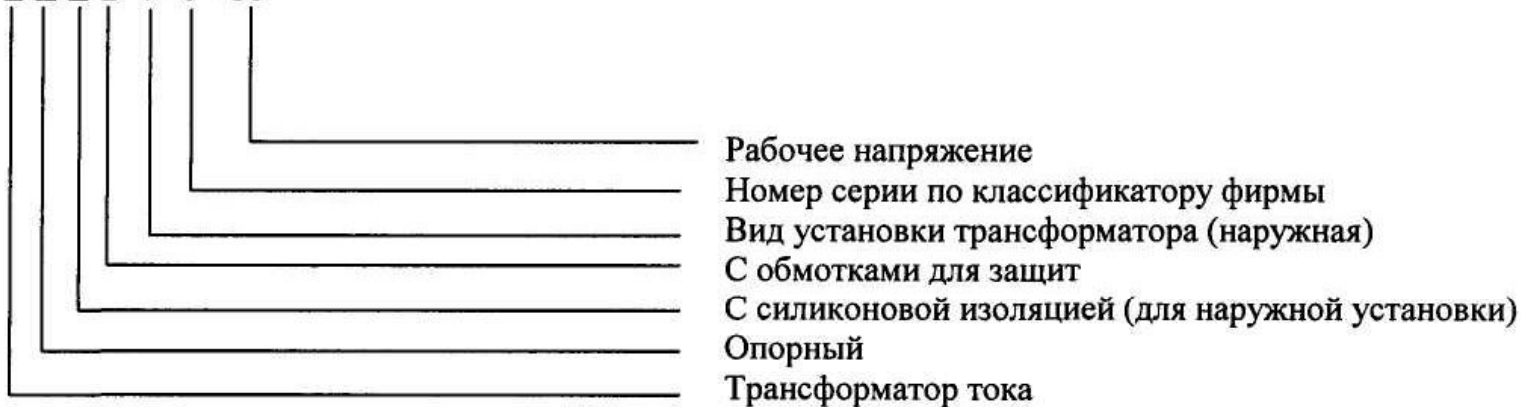 Рабочее напряжение
Номер серии по классификатору фирмы
Вид установки трансформатора (наружная)
С обмотками для защит
С силиконовой изоляцией (для наружной установки)
Опорный
Трансформатор тока